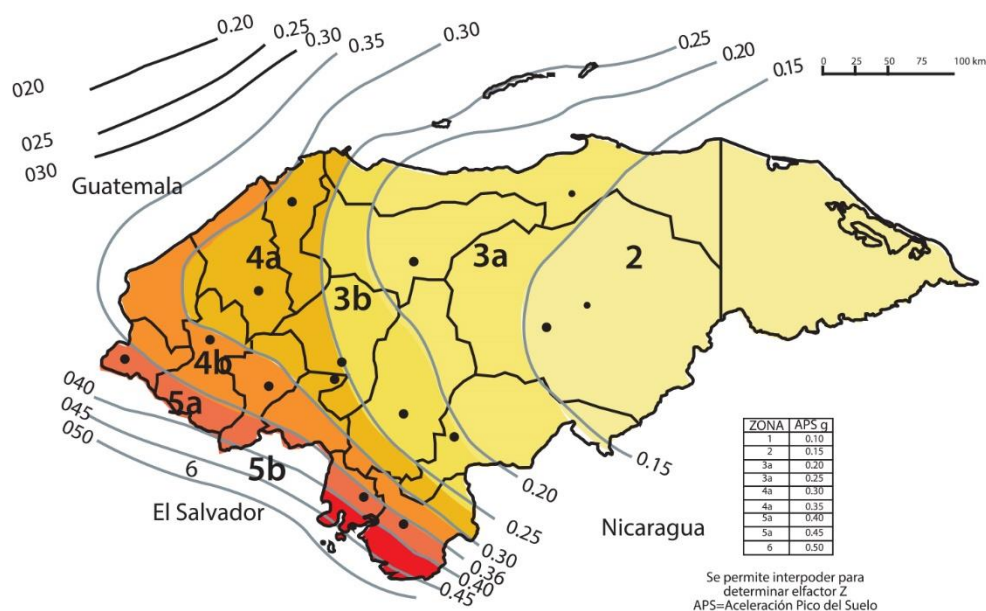 0.20
0.25
0.30
0.35
0.30
0.25
0.20
0.15
0 25 50 75 100 km
020
025
030
Guatemala
4a
3a
2
3b
4b
5a
5b
6
040
045
050
El Salvador
Nicaragua
0.15
0.20
0.25
0.30
0.36
0.40
0.45
ZONA APS g
1 0.10
2 0.15
3a 0.20
3a 0.25
4a 0.30
4a 0.35
5a 0.40
5a 0.45
6 0.50
Se permite interpoder para
determinar elfactor Z
APS=Aceleración Pico del Suelo